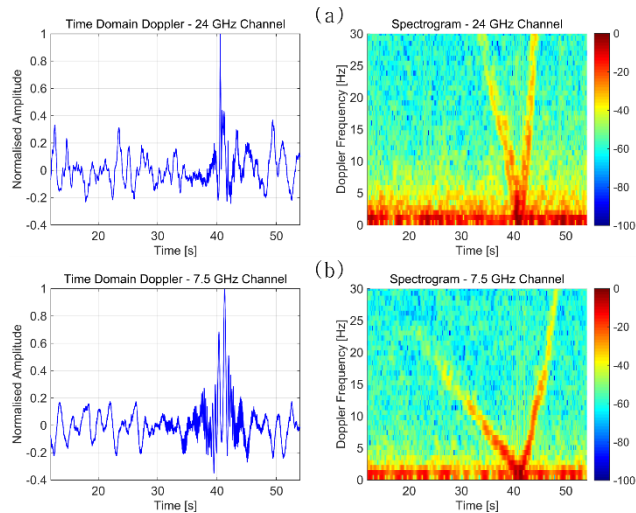 (a)
Time Domain Doppler - 24 GHz Channel
Normalised Amplitude
1
0.8
0.6
0.4
0.2
0
-0.2
-0.4
20 30 40 50
Time [s]
Spectrogram - 24 GHz Channel
Doppler Frequency [Hz]
30
25
20
15
10
5
0
20 30 40 50
Time [s]
0
-20
-40
-60
-80
-100
(b)
Time Domain Doppler - 7.5 GHz Channel
Normalised Amplitude
1
0.8
0.6
0.4
0.2
0
-0.2
-0.4
20 30 40 50
Time [s]
Spectrogram - 7.5 GHz Channel
Doppler Frequency [Hz]
30
25
20
15
10
5
0
20 30 40 50
Time [s]
0
-20
-40
-60
-80
-100